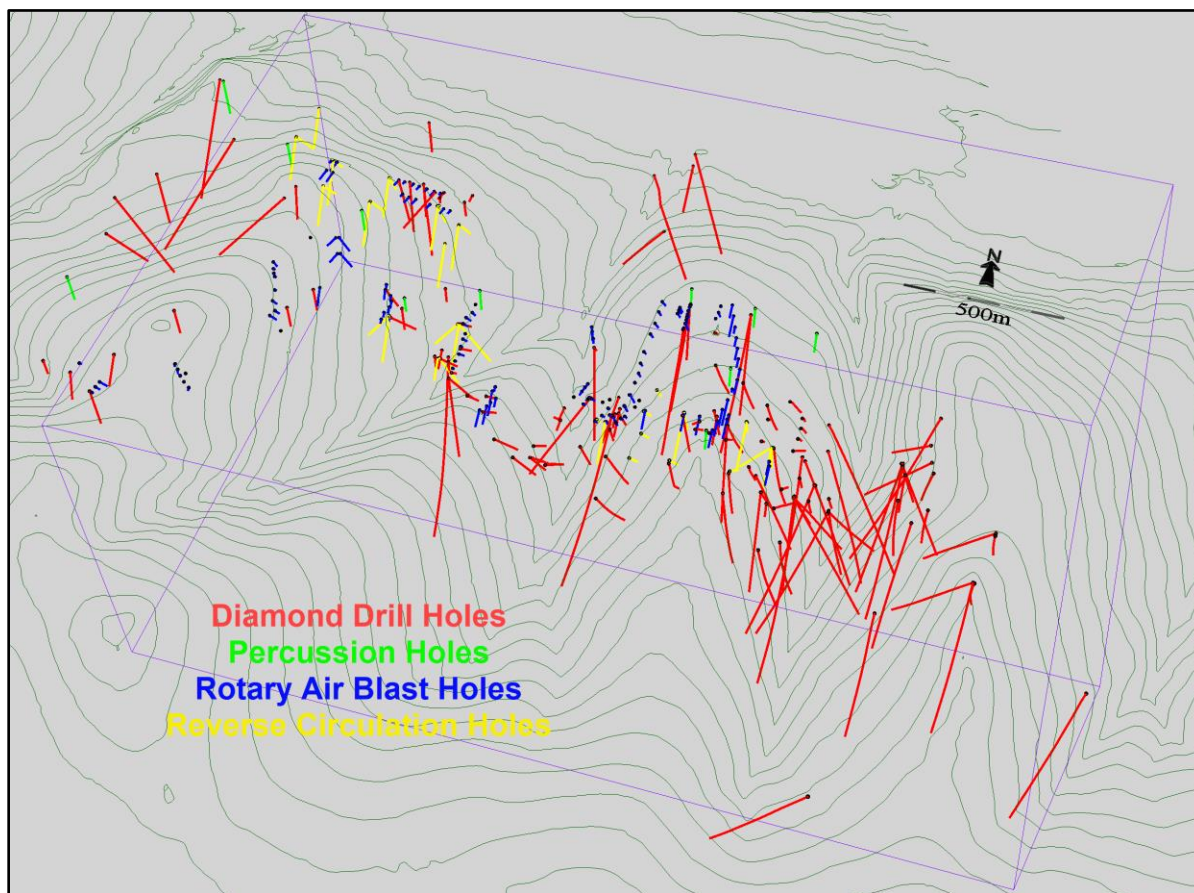 N
500m
Diamond Drill Holes
Percussion Holes
Rotary Air Blast Holes
Reverse Circulation Holes